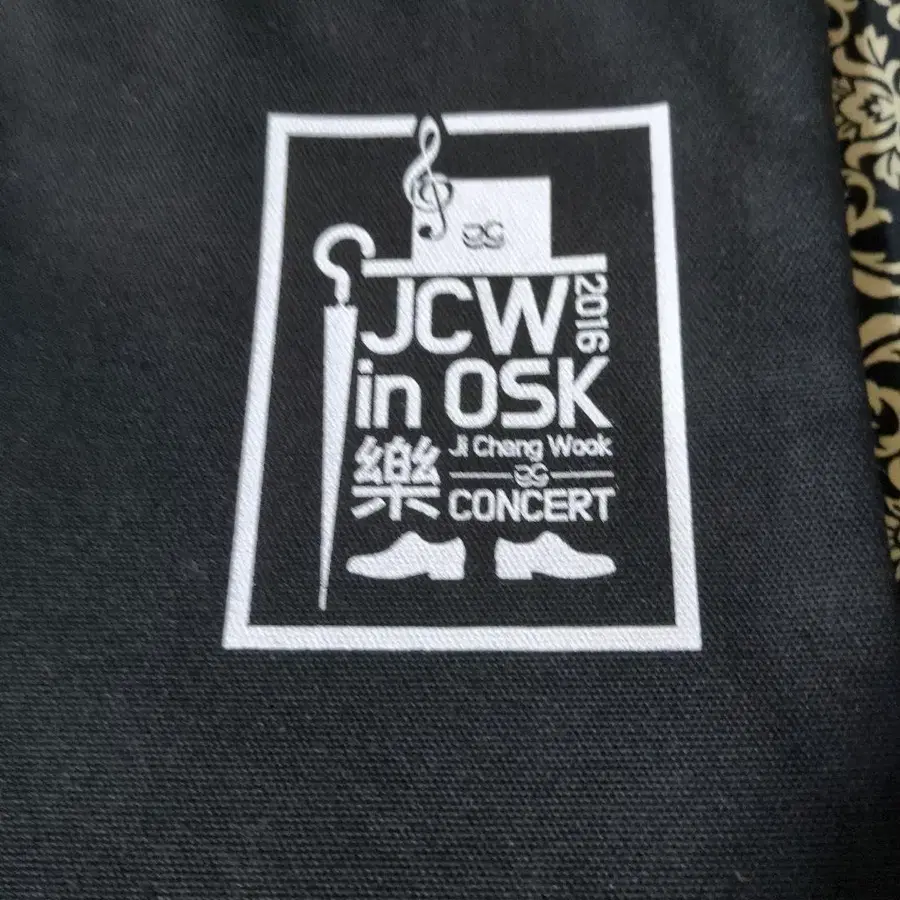 JCW 2016
in OSK
樂 Ji Chang Wook
CONCERT